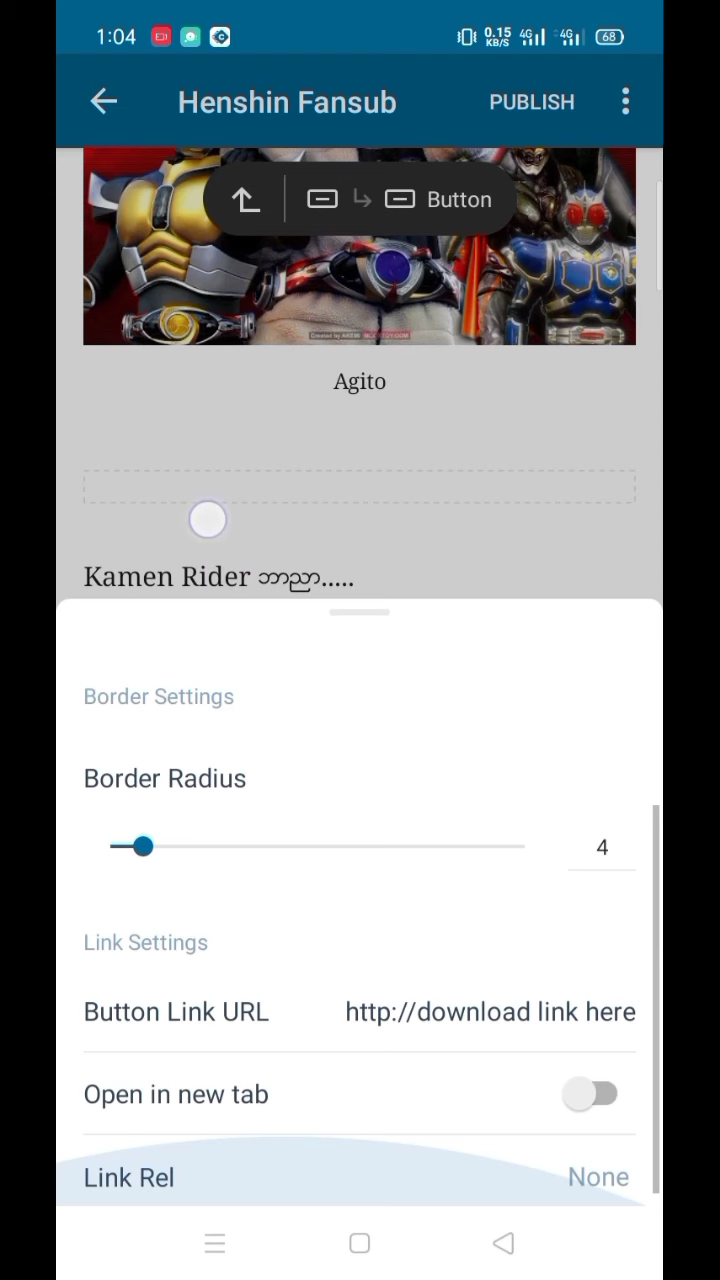 1:04 0.15 KB/S 4G 4G 68
Henshin Fansub PUBLISH
Button
Agito
Kamen Rider ဘာညာ.....
Border Settings
Border Radius
4
Link Settings
Button Link URL http://download link here
Open in new tab
Link Rel None